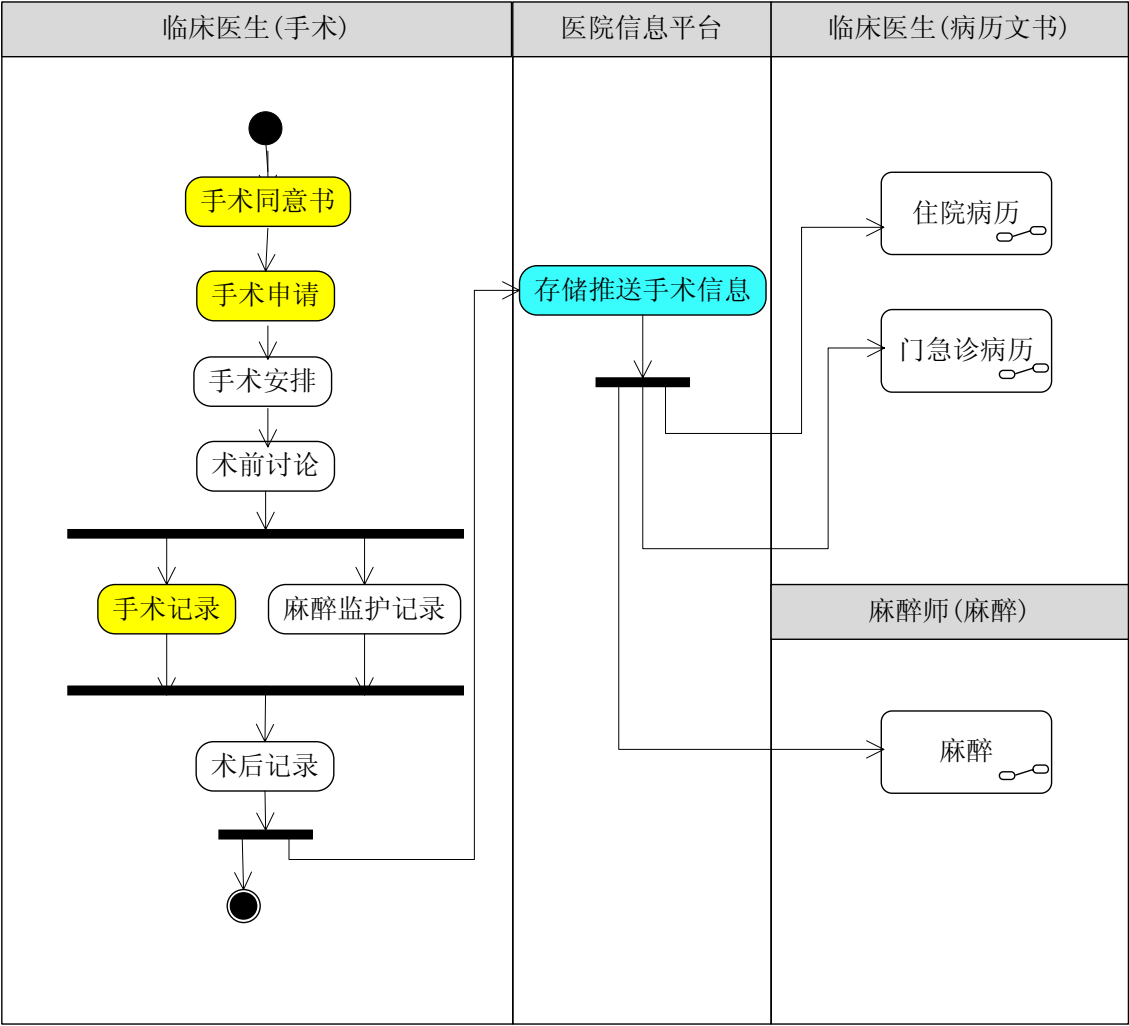 临床医生(手术)
医院信息平台
临床医生(病历文书)
手术同意书
手术申请
手术安排
术前讨论
手术记录
麻醉监护记录
术后记录
存储推送手术信息
住院病历
门急诊病历
麻醉师(麻醉)
麻醉